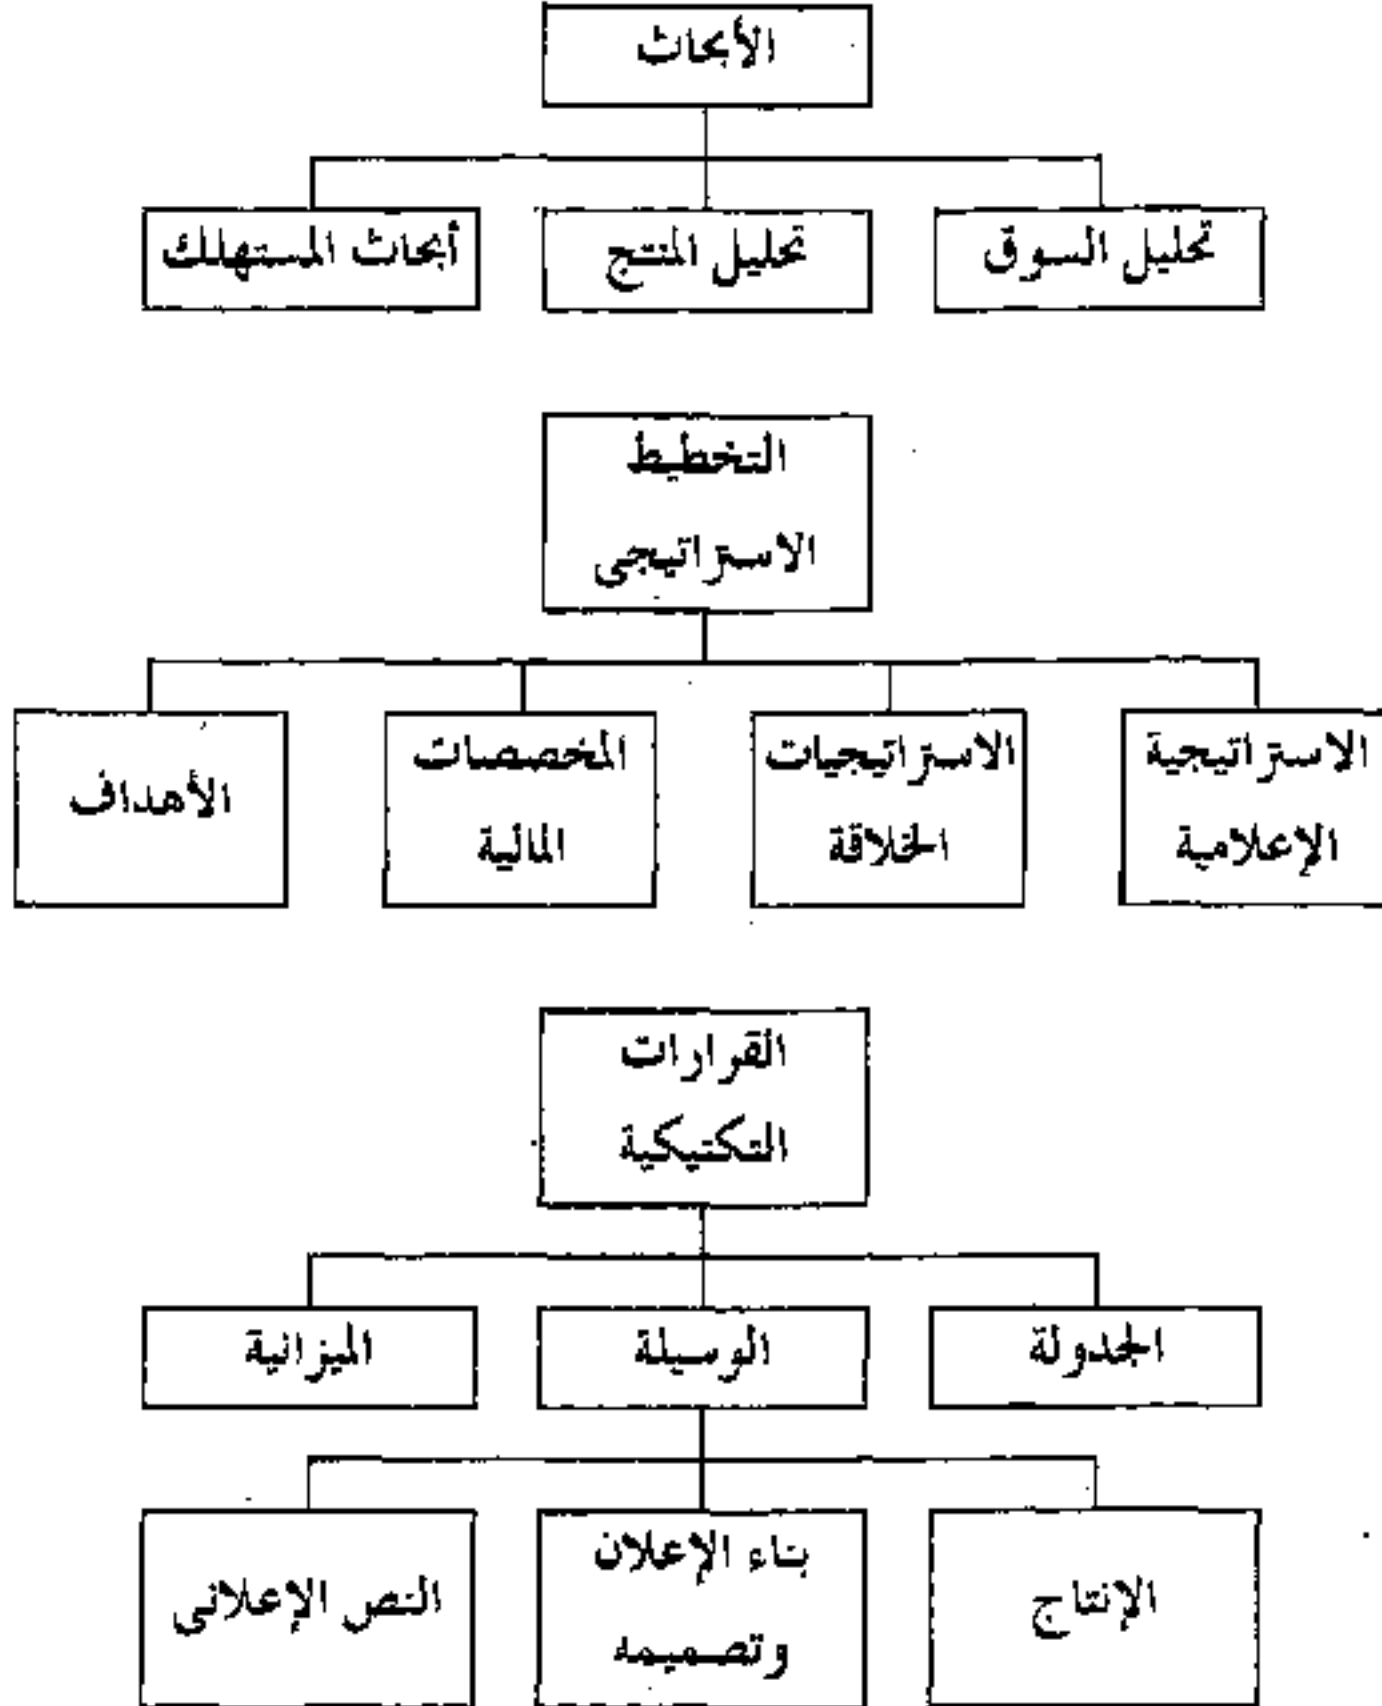 الأبحاث
تحليل السوق
تحليل المنتج
أبحاث المستهلك
التخطيط
الاستراتيجى
الاستراتيجية
الإعلامية
الاستراتيجيات
الخلاقة
المخصصات
المالية
الأهداف
القرارات
التكتيكية
الجدولة
الوسيلة
الميزانية
الإنتاج
بناء الإعلان
وتصميمه
النص الإعلانى